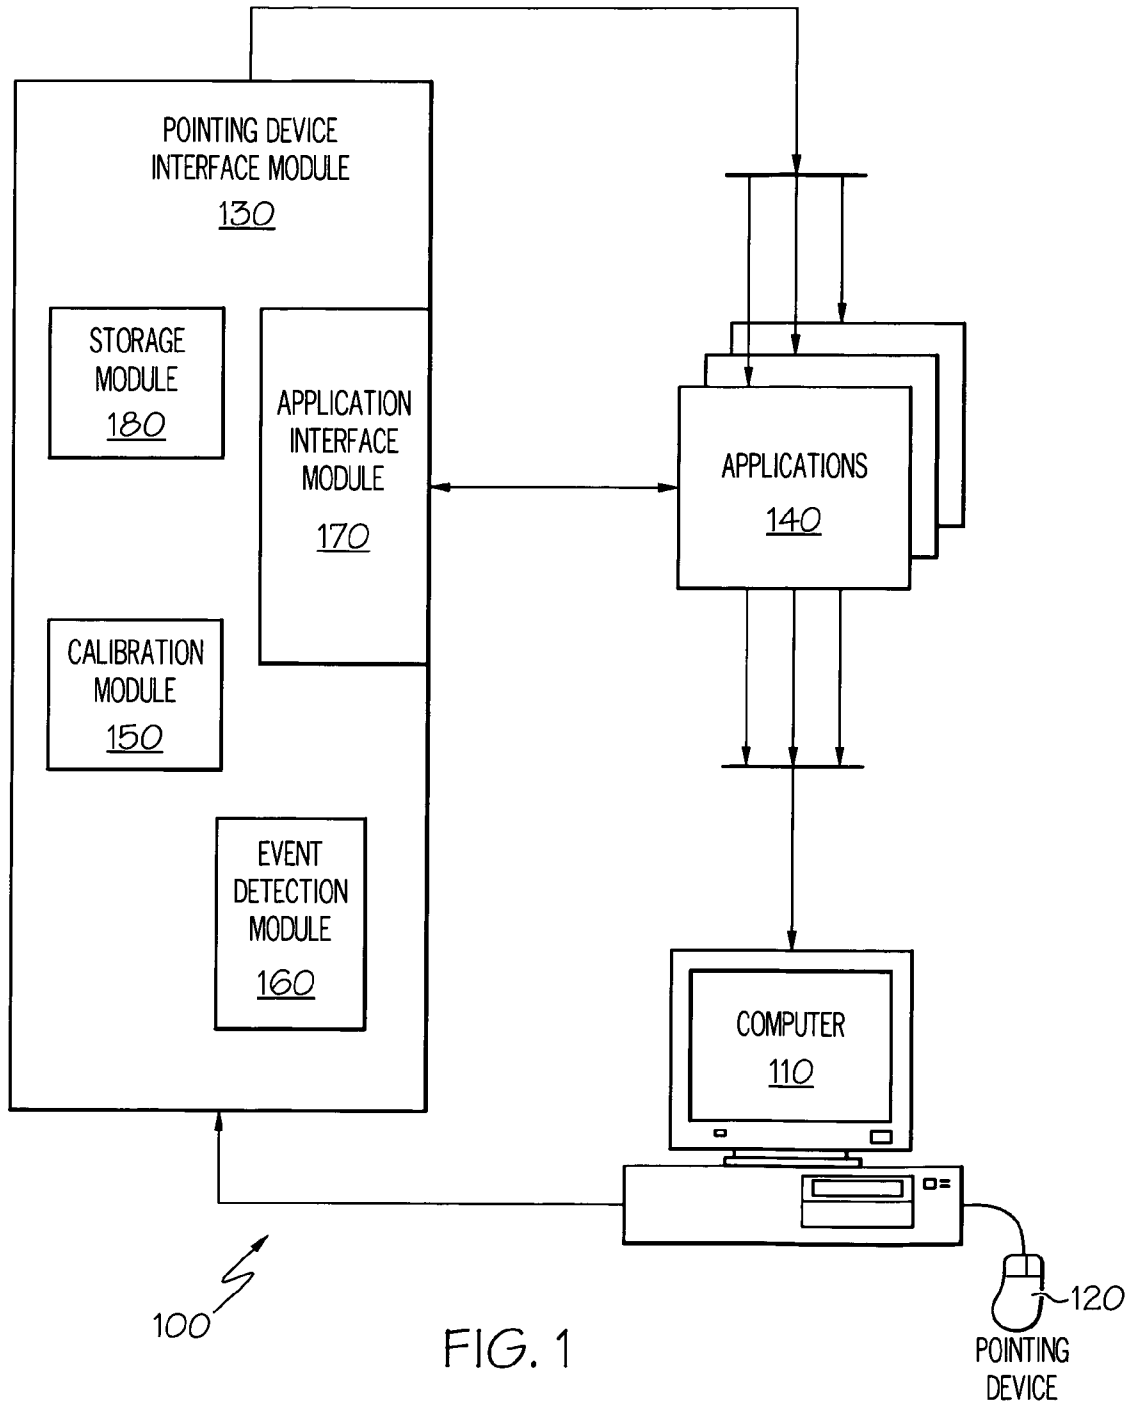 POINTING DEVICE
INTERFACE MODULE
130
STORAGE
MODULE
180
APPLICATION
INTERFACE
MODULE
170
APPLICATIONS
140
CALIBRATION
MODULE
150
EVENT
DETECTION
MODULE
160
COMPUTER
110
100
120
POINTING
DEVICE
FIG. 1